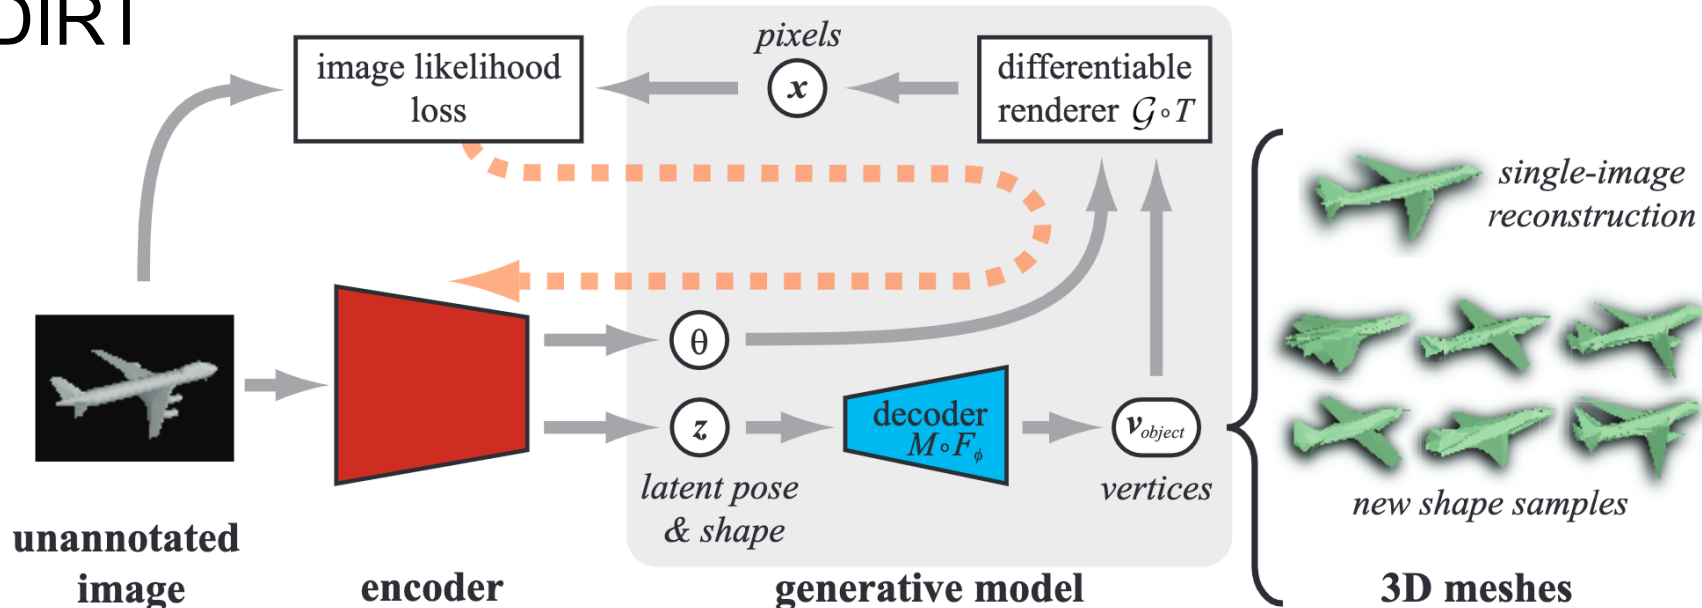 DIRT
image likelihood
loss
pixels
x
differentiable
renderer 𝒢∘T
single-image
reconstruction
θ
z
decoder
M∘Fϕ
vobject
latent pose
& shape
vertices
new shape samples
unannotated
image
encoder
generative model
3D meshes